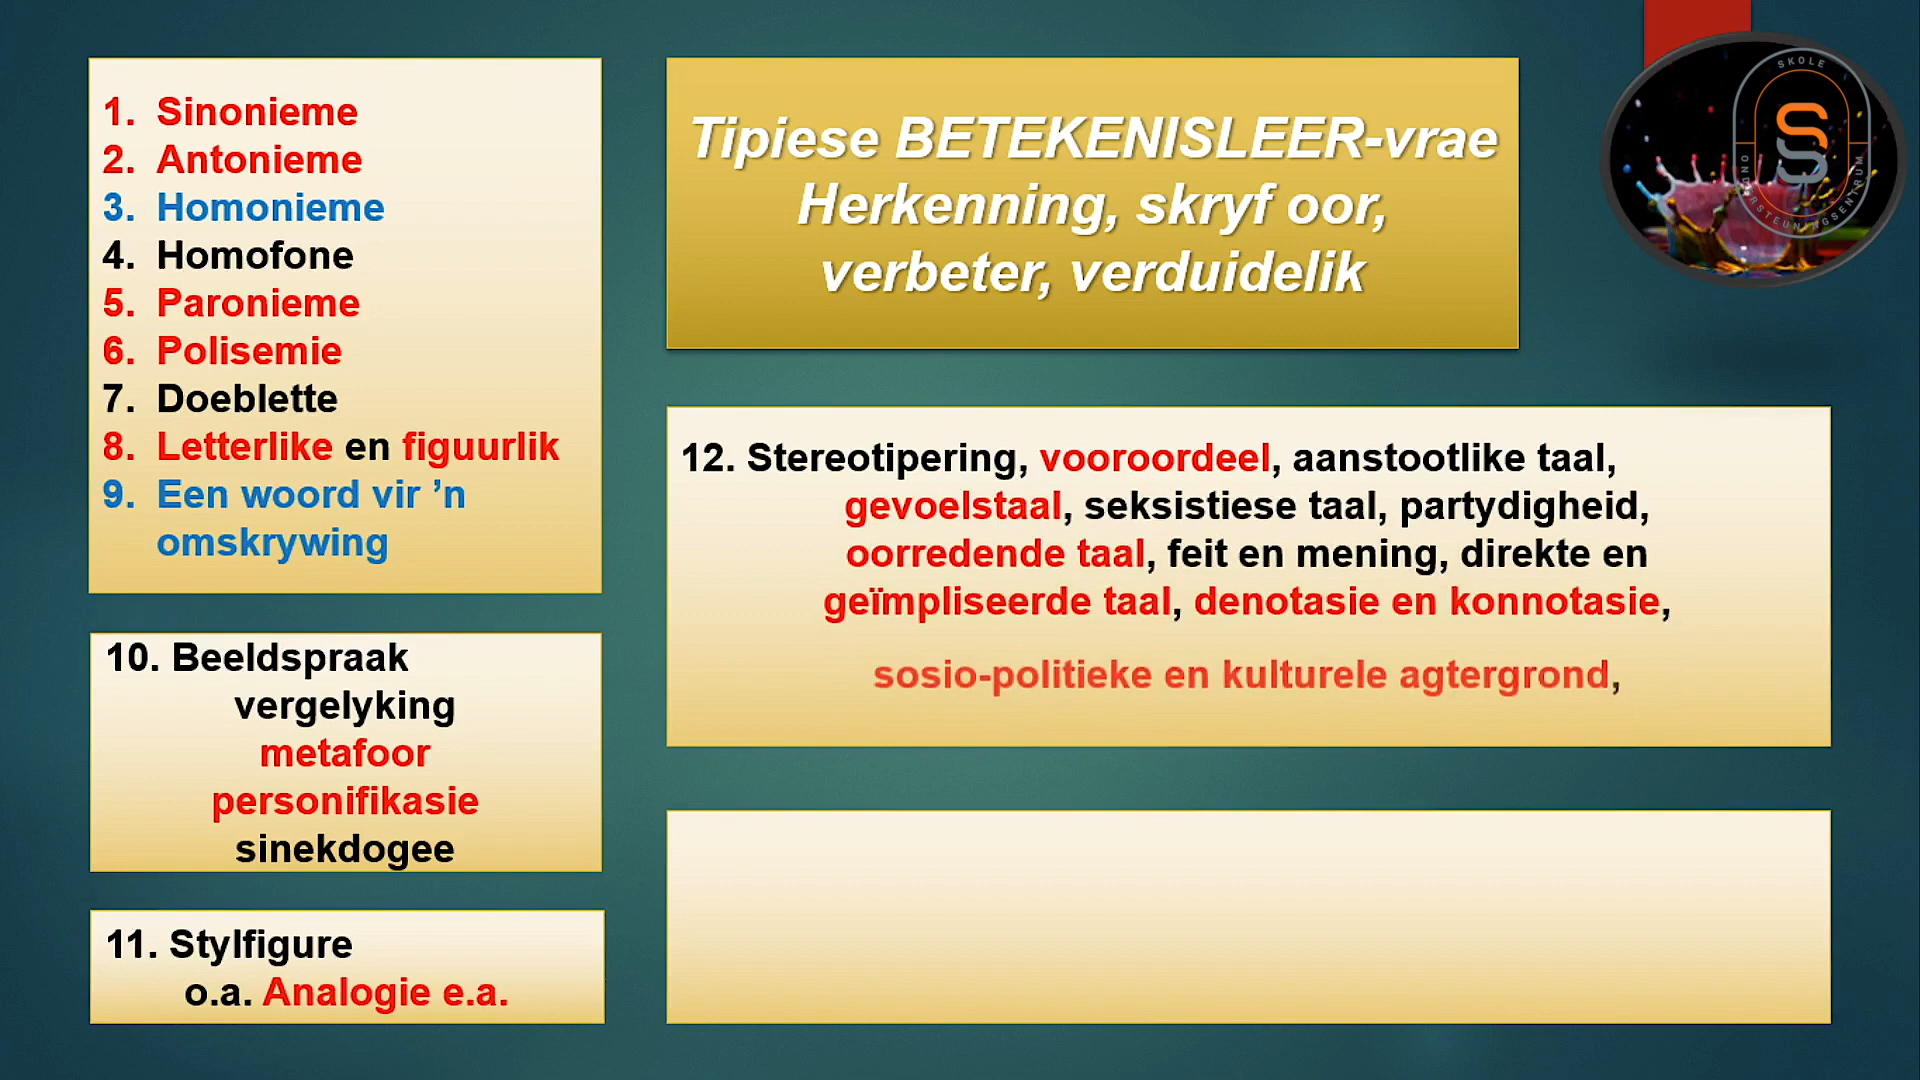 1. Sinonieme
2. Antonieme
3. Homonieme
4. Homofone
5. Paronieme
6. Polisemie
7. Doeblette
8. Letterlike en figuurlik
9. Een woord vir ’n
omskrywing
10. Beeldspraak
vergelyking
metafoor
personifikasie
sinekdogee
11. Stylfigure
o.a. Analogie e.a.
Tipiese BETEKENISLEER-vrae
Herkenning, skryf oor,
verbeter, verduidelik
12. Stereotipering, vooroordeel, aanstootlike taal,
gevoelstaal, seksistiese taal, partydigheid,
oorredende taal, feit en mening, direkte en
geïmpliseerde taal, denotasie en konnotasie,
sosio-politieke en kulturele agtergrond,
SKOLE
ONDERSTEUNINGSENTRUM